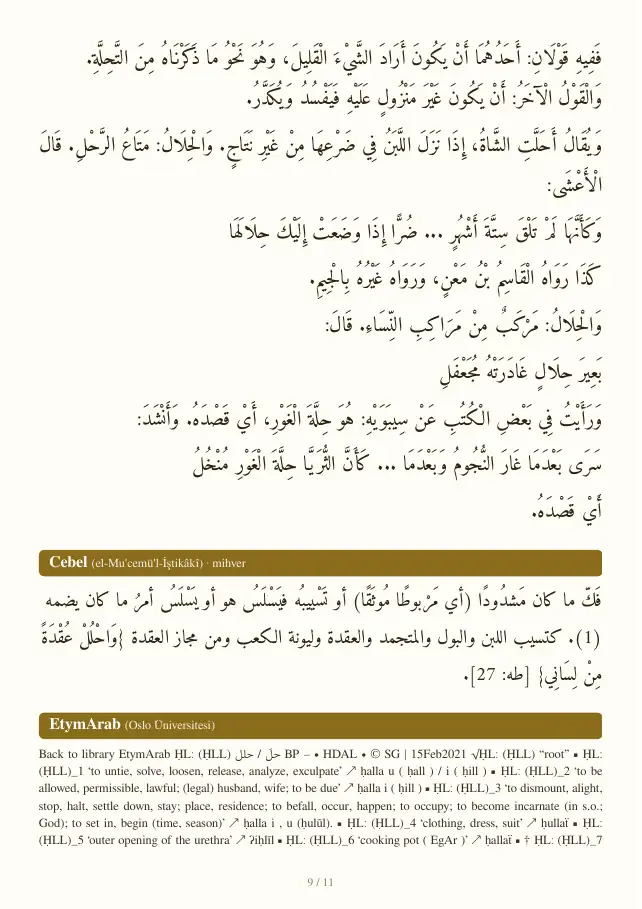 فَفِيهِ قَوْلَانِ: أَحَدُهُمَا أَنْ يَكُونَ أَرَادَ الشَّيْءَ الْقَلِيلَ، وَهُوَ نَحْوُ مَا ذَكَرْنَاهُ مِنَ التَّحِلَّةِ.
وَالْقَوْلُ الْآخَرُ: أَنْ يَكُونَ غَيْرَ مَنْزُولٍ عَلَيْهِ فَيَفْسُدُ وَيُكَدَّرُ.
وَيُقَالُ أَحَلَّتِ الشَّاةُ، إِذَا نَزَلَ اللَّبَنُ فِي ضَرْعِهَا مِنْ غَيْرِ نَتَاجٍ. وَالْحِلَالُ: مَتَاعُ الرَّحْلِ. قَالَ
الْأَعْشَى:
وَكَأَنَّهَا لَمْ تَلْقَ سِتَّةَ أَشْهُرٍ ... ضُرًّا إِذَا وَضَعَتْ إِلَيْكَ حِلَالَهَا
كَذَا رَوَاهُ الْقَاسِمُ بْنُ مَعْنٍ، وَرَوَاهُ غَيْرُهُ بِالْجِيمِ.
وَالْحِلَالُ: مَرْكَبٌ مِنْ مَرَاكِبِ النِّسَاءِ. قَالَ:
بَعِيرَ حِلَالٍ غَادَرَتْهُ مُجَعْفَلِ
وَرَأَيْتُ فِي بَعْضِ الْكُتُبِ عَنْ سِيبَوَيْهِ: هُوَ حِلَّةَ الْغَوْرِ، أَيْ قَصْدَهُ. وَأَنْشَدَ:
سَرَى بَعْدَمَا غَارَ النُّجُومُ وَبَعْدَمَا ... كَأَنَّ الثُّرَيَّا حِلَّةَ الْغَوْرِ مُنْخُلُ
أَيْ قَصْدَهُ.
Cebel (el-Mu'cemü'l-İştikâkî) · mihver
فَكّ ما كان مَشدُودًا (أي مَرْبوطًا مُوثَقًا) أو تَسْييبهُ فيَسْلَسُ هو أو يَسْلَسُ أمرُ ما كان يضمه
(1). كتسيب اللبن والبول والمتجمد والعقدة وليونة الكعب ومن مجاز العقدة {وَاحْلُلْ عُقْدَةً
مِنْ لِسَانِي} [طه: 27].
EtymArab (Oslo Üniversitesi)
Back to library EtymArab ḤL: (ḤLL) حلّ / حلل BP – • HDAL • © SG | 15Feb2021 √ḤL: (ḤLL) “root” ▪ ḤL:
(ḤLL)_1 ‘to untie, solve, loosen, release, analyze, exculpate’ ↗ ḥalla u ( ḥall ) / i ( ḥill ) ▪ ḤL: (ḤLL)_2 ‘to be
allowed, permissible, lawful; (legal) husband, wife; to be due’ ↗ ḥalla i ( ḥill ) ▪ ḤL: (ḤLL)_3 ‘to dismount, alight,
stop, halt, settle down, stay; place, residence; to befall, occur, happen; to occupy; to become incarnate (in s.o.;
God); to set in, begin (time, season)’ ↗ ḥalla i , u (ḥulūl). ▪ ḤL: (ḤLL)_4 ‘clothing, dress, suit’ ↗ ḥullaẗ ▪ ḤL:
(ḤLL)_5 ‘outer opening of the urethra’ ↗ ʔiḥlīl ▪ ḤL: (ḤLL)_6 ‘cooking pot ( EgAr )’ ↗ ḥallaẗ ▪ † ḤL: (ḤLL)_7
9 / 11